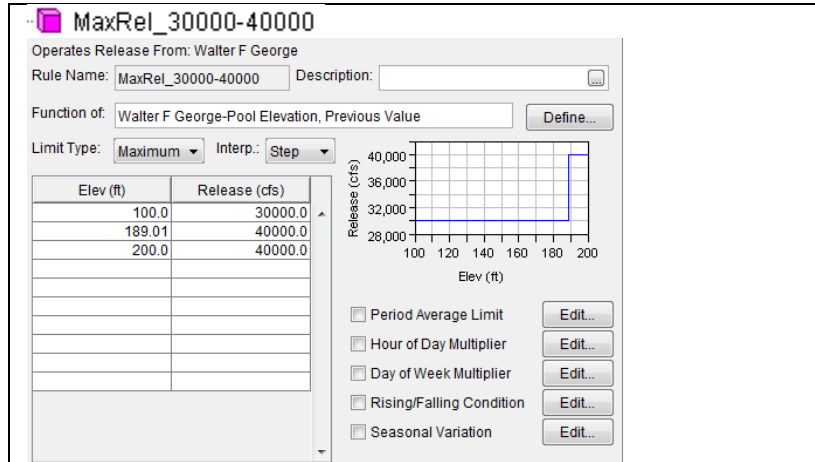 MaxRel_30000-40000
Operates Release From: Walter F George
Rule Name: MaxRel_30000-40000 Description: ...
Function of: Walter F George-Pool Elevation, Previous Value Define...
Limit Type: Maximum Interp.: Step
Elev (ft) Release (cfs)
100.0 30000.0
189.01 40000.0
200.0 40000.0
Release (cfs)
40,000
36,000
32,000
28,000
100 120 140 160 180 200
Elev (ft)
Period Average Limit Edit...
Hour of Day Multiplier Edit...
Day of Week Multiplier Edit...
Rising/Falling Condition Edit...
Seasonal Variation Edit...